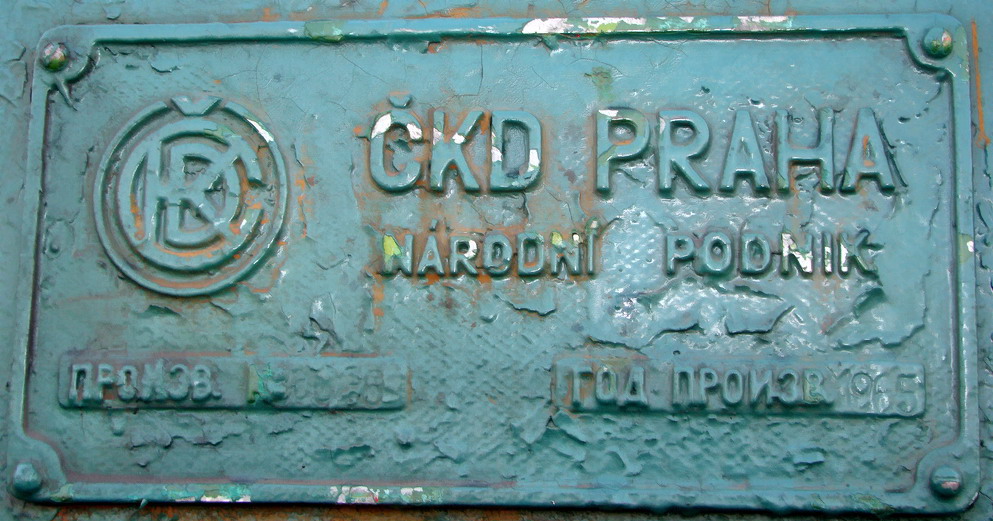 ČKD PRAHA
NÁRODNÍ PODNIK
ПРОИЗВ.
ГОД. ПРОИЗВ.